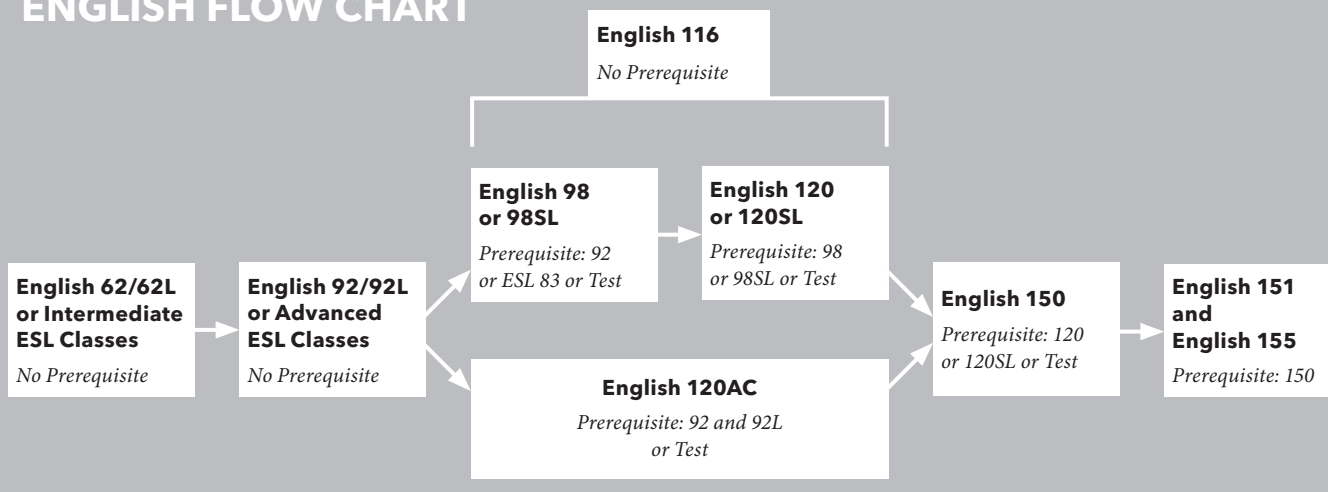 ENGLISH FLOW CHART
English 116
No Prerequisite
English 98
or 98SL
Prerequisite: 92
or ESL 83 or Test
English 120
or 120SL
Prerequisite: 98
or 98SL or Test
English 62/62L
or Intermediate
ESL Classes
No Prerequisite
English 92/92L
or Advanced
ESL Classes
No Prerequisite
English 120AC
Prerequisite: 92 and 92L
or Test
English 150
Prerequisite: 120
or 120SL or Test
English 151
and
English 155
Prerequisite: 150